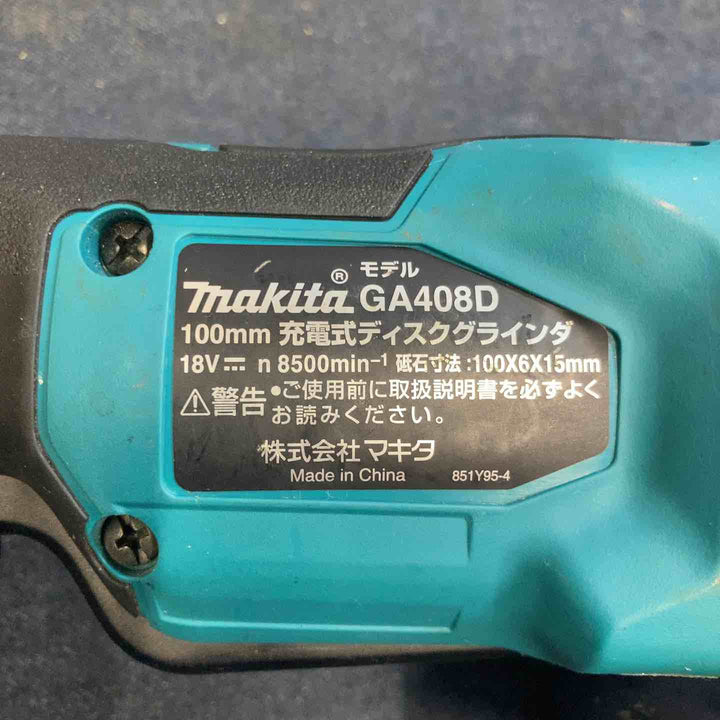 モデル
makita® GA408D
100mm 充電式ディスクグラインダ
18V⎓ n 8500min⁻¹ 砥石寸法:100X6X15mm
⚠警告 •ご使用前に取扱説明書を必ずよく
お読みください。
株式会社 マキタ
Made in China 851Y95-4